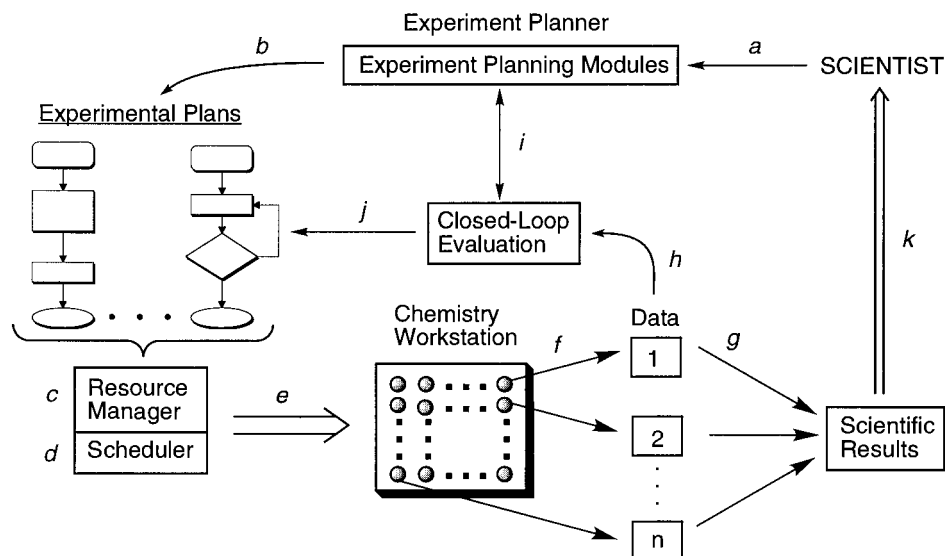 Experiment Planner
b
Experiment Planning Modules
a
SCIENTIST
Experimental Plans
i
j
Closed-Loop
Evaluation
h
k
Chemistry
Workstation
f
Data
1
g
c
Resource
Manager
e
d
Scheduler
2
Scientific
Results
n